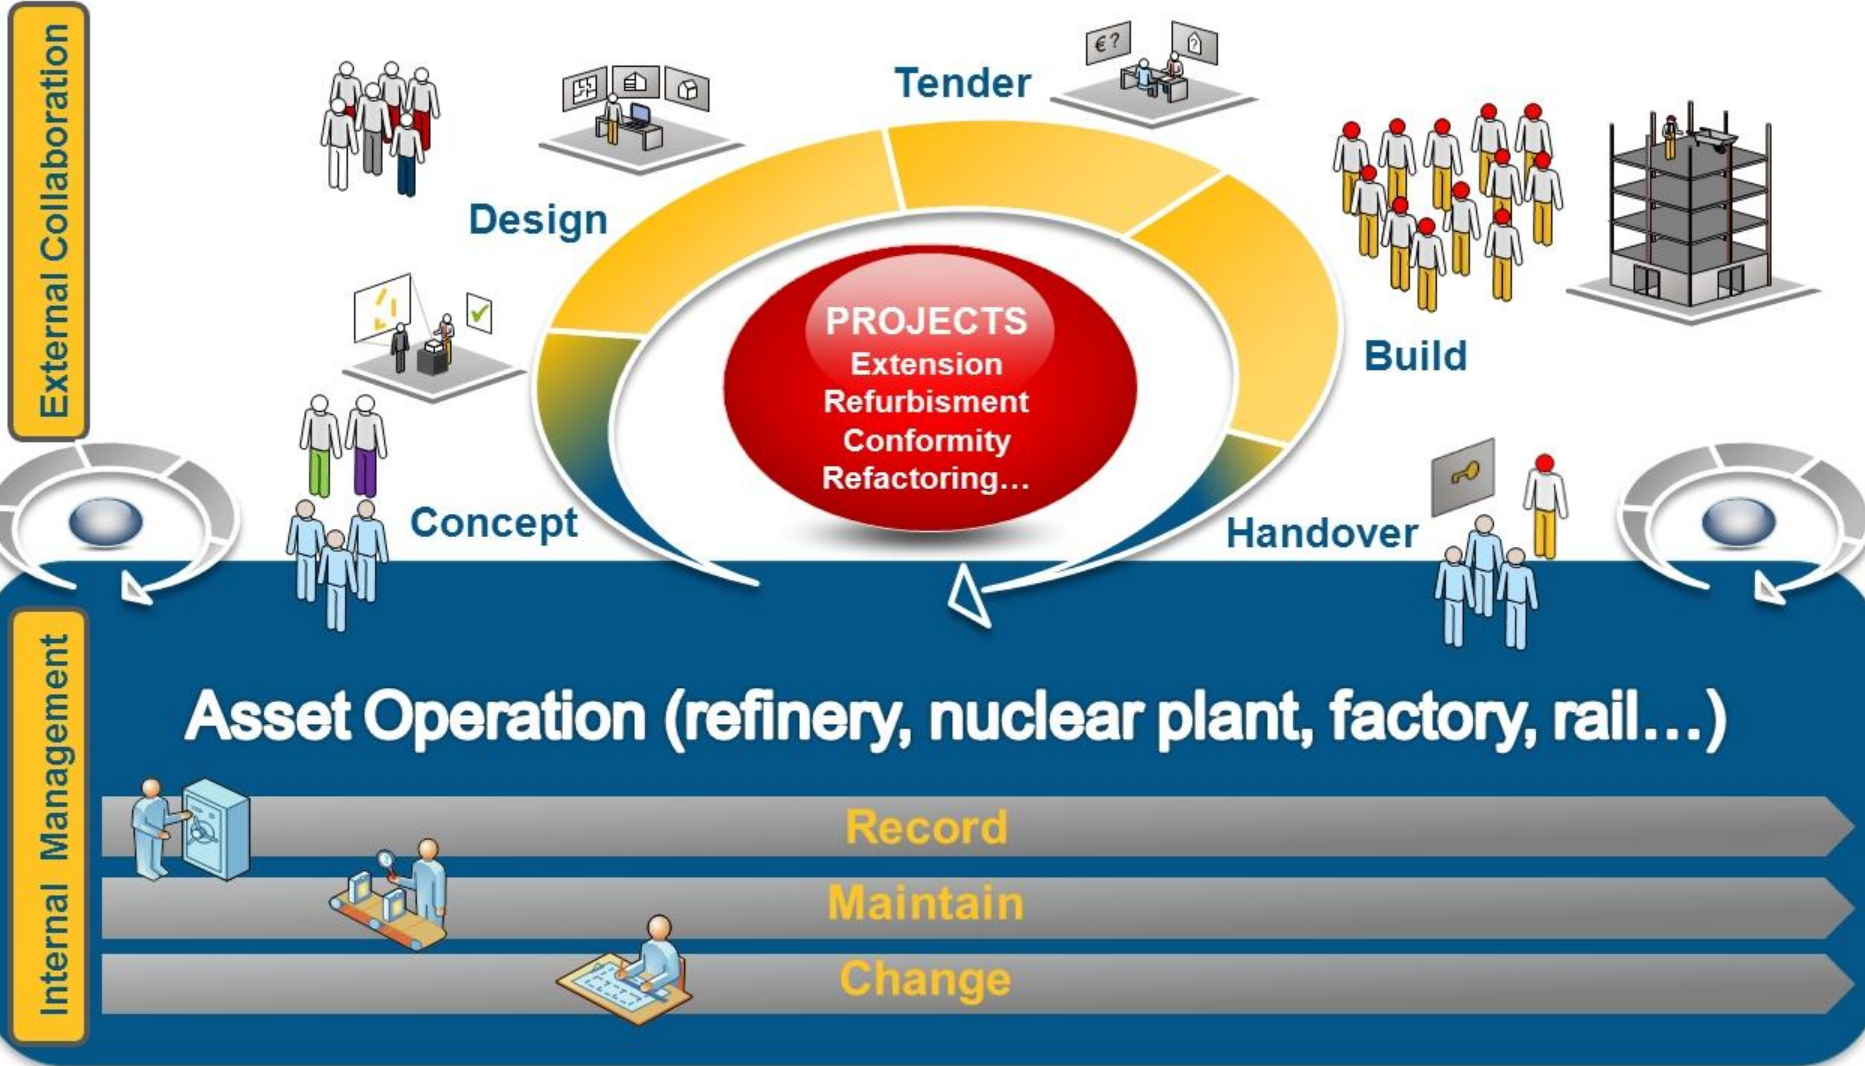 External Collaboration
Tender
€ ?
?
Design
PROJECTS
Extension
Refurbisment
Conformity
Refactoring...
Build
Concept
Handover
Internal Management
Asset Operation (refinery, nuclear plant, factory, rail...)
Record
Maintain
Change